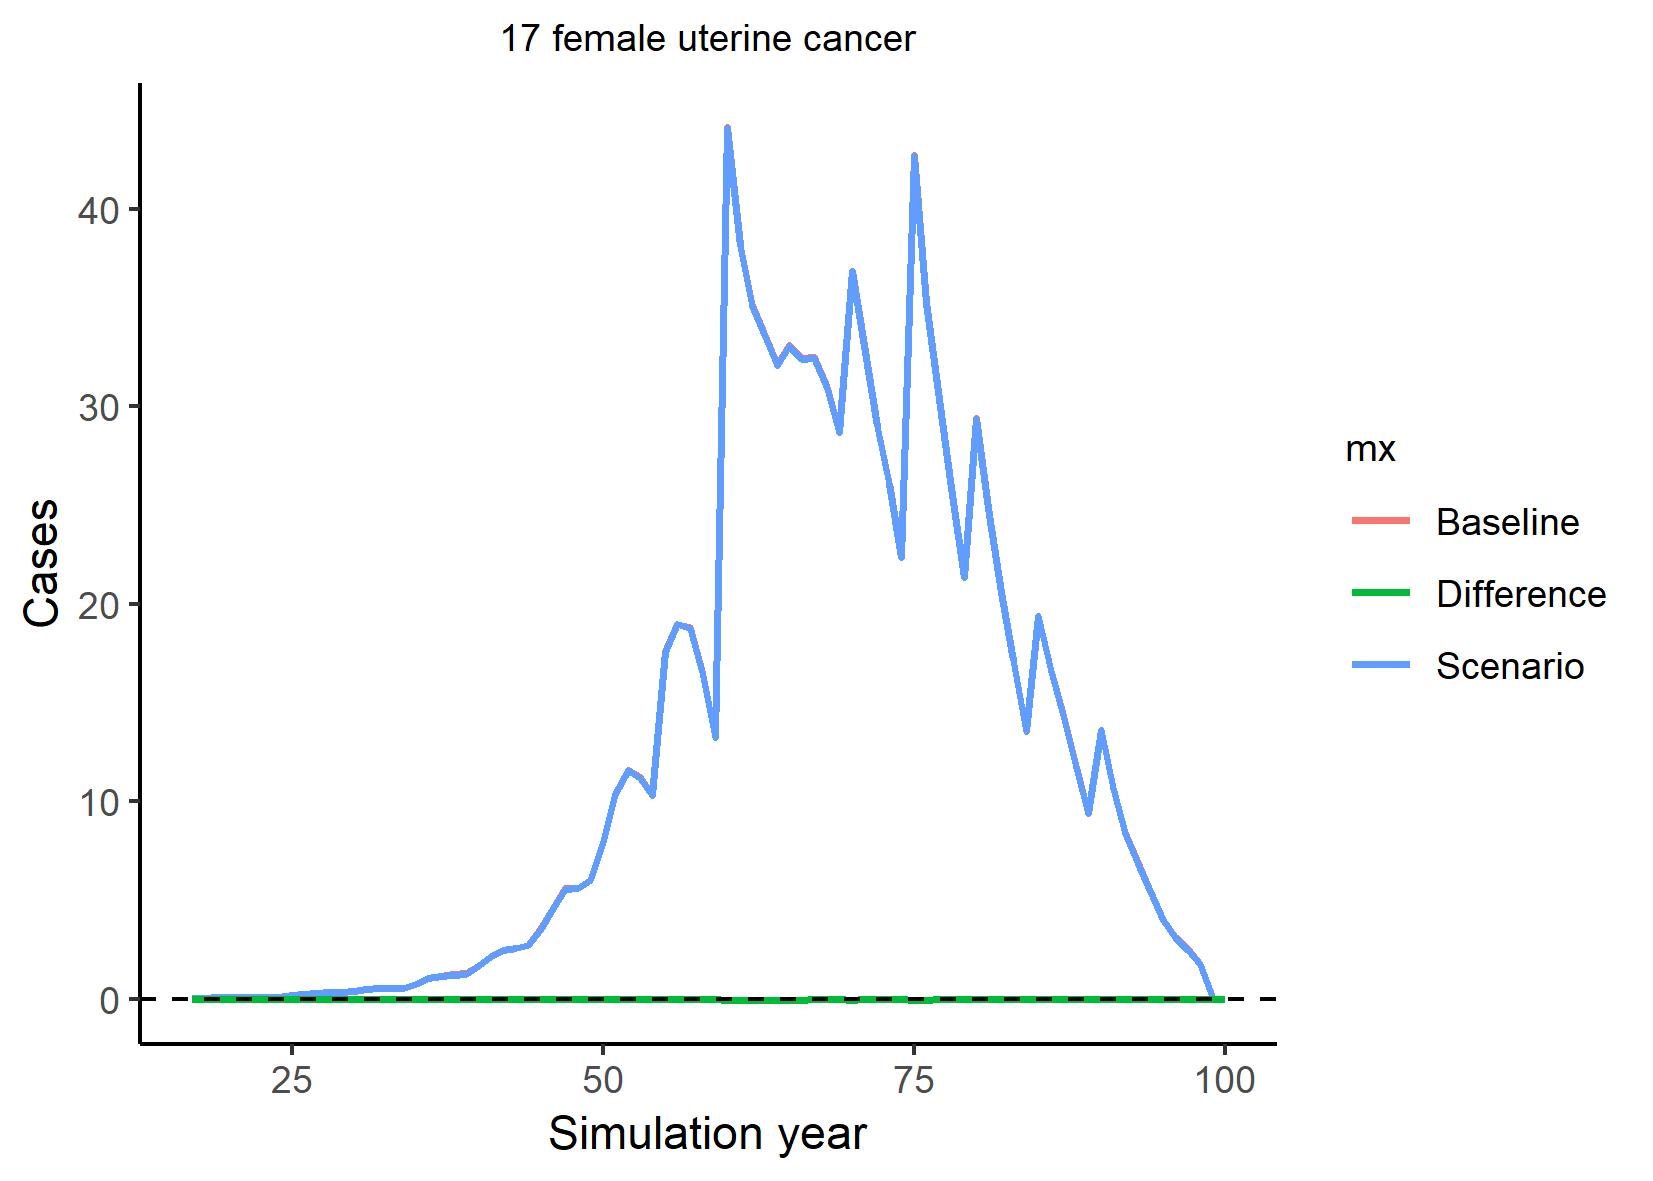 17 female uterine cancer
Cases
40
30
20
10
0
25 50 75 100
Simulation year
mx
Baseline
Difference
Scenario